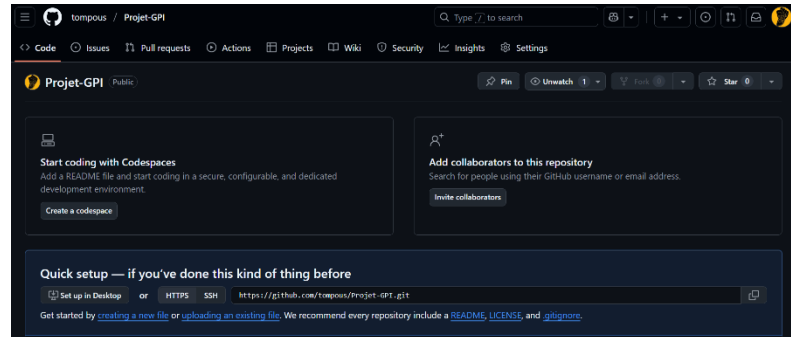 tompous / Projet-GPI
Type / to search
Code Issues Pull requests Actions Projects Wiki Security Insights Settings
Projet-GPI Public
Pin Unwatch 1 Fork 0 Star 0
Start coding with Codespaces
Add a README file and start coding in a secure, configurable, and dedicated
development environment.
Create a codespace
Add collaborators to this repository
Search for people using their GitHub username or email address.
Invite collaborators
Quick setup — if you've done this kind of thing before
Set up in Desktop or HTTPS SSH https://github.com/tompous/Projet-GPI.git
Get started by creating a new file or uploading an existing file. We recommend every repository include a README, LICENSE, and .gitignore.